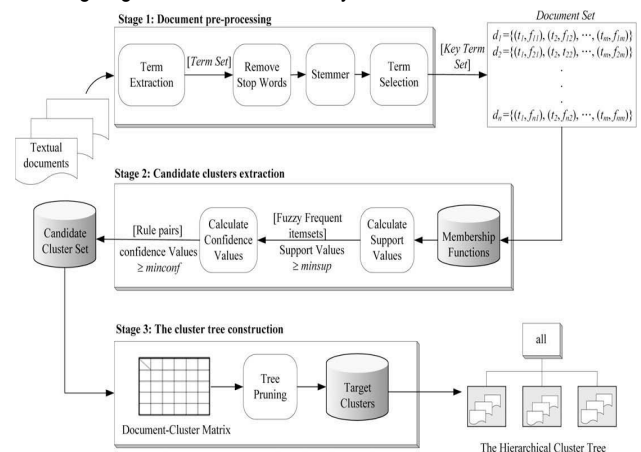 Stage 1: Document pre-processing
Document Set
Term
Extraction
[Term Set]
Remove
Stop Words
Stemmer
Term
Selection
[Key Term
Set]
d1={(t1, f11), (t2, f12), ···, (tm, f1m)}
d2={(t1, f21), (t2, t22), ···, (tm, f2m)}
.
.
.
dn={(t1, fn1), (t2, fn2), ···, (tm, fnm)}
Textual
documents
Stage 2: Candidate clusters extraction
Candidate
Cluster Set
[Rule pairs]
confidence Values
≥ minconf
Calculate
Confidence
Values
[Fuzzy Frequent
itemsets]
Support Values
≥ minsup
Calculate
Support
Values
Membership
Functions
Stage 3: The cluster tree construction
all
Tree
Pruning
Target
Clusters
Document-Cluster Matrix
The Hierarchical Cluster Tree